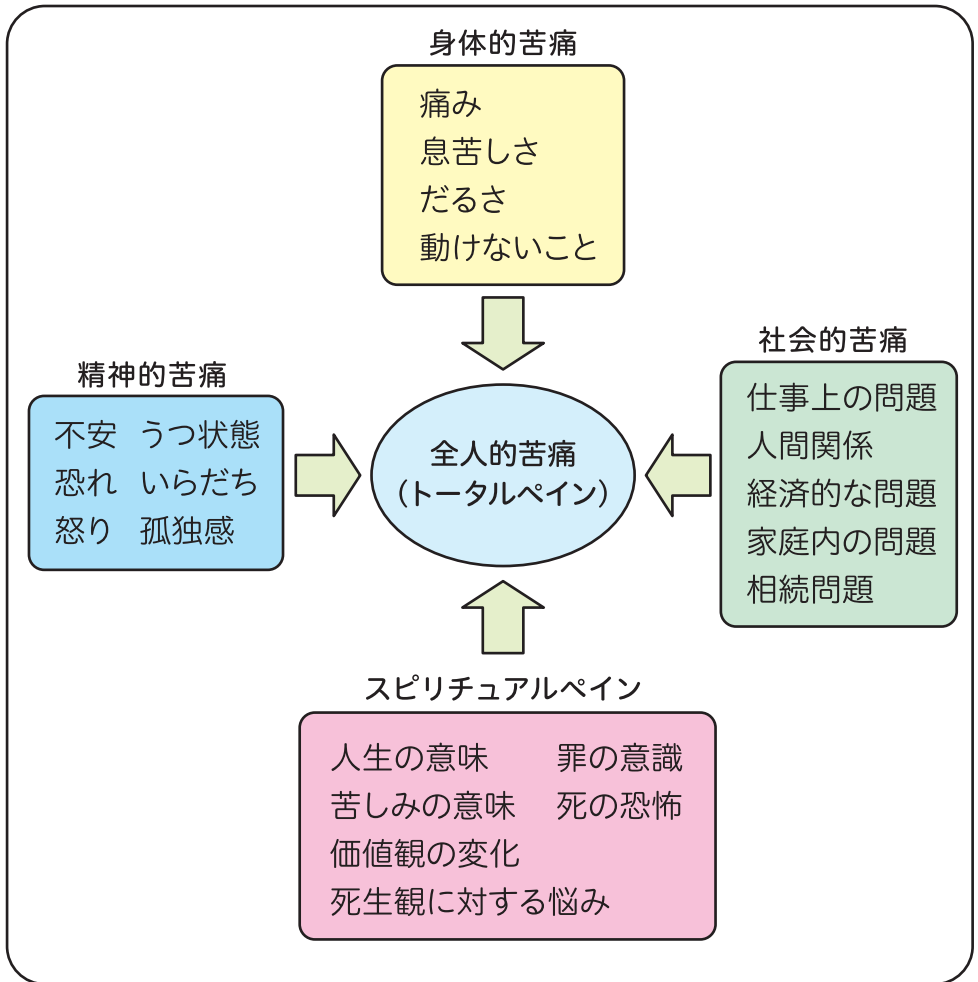 身体的苦痛
痛み
息苦しさ
だるさ
動けないこと
精神的苦痛
不安 うつ状態
恐れ いらだち
怒り 孤独感
全人的苦痛
（トータルペイン）
社会的苦痛
仕事上の問題
人間関係
経済的な問題
家庭内の問題
相続問題
スピリチュアルペイン
人生の意味 罪の意識
苦しみの意味 死の恐怖
価値観の変化
死生観に対する悩み